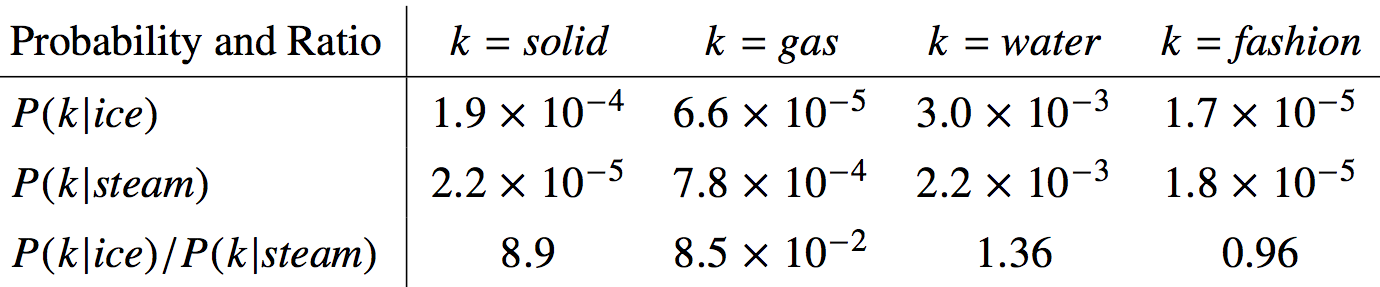 Probability and Ratio k = solid k = gas k = water k = fashion
P(k|ice) 1.9 × 10⁻⁴ 6.6 × 10⁻⁵ 3.0 × 10⁻³ 1.7 × 10⁻⁵
P(k|steam) 2.2 × 10⁻⁵ 7.8 × 10⁻⁴ 2.2 × 10⁻³ 1.8 × 10⁻⁵
P(k|ice)/P(k|steam) 8.9 8.5 × 10⁻² 1.36 0.96